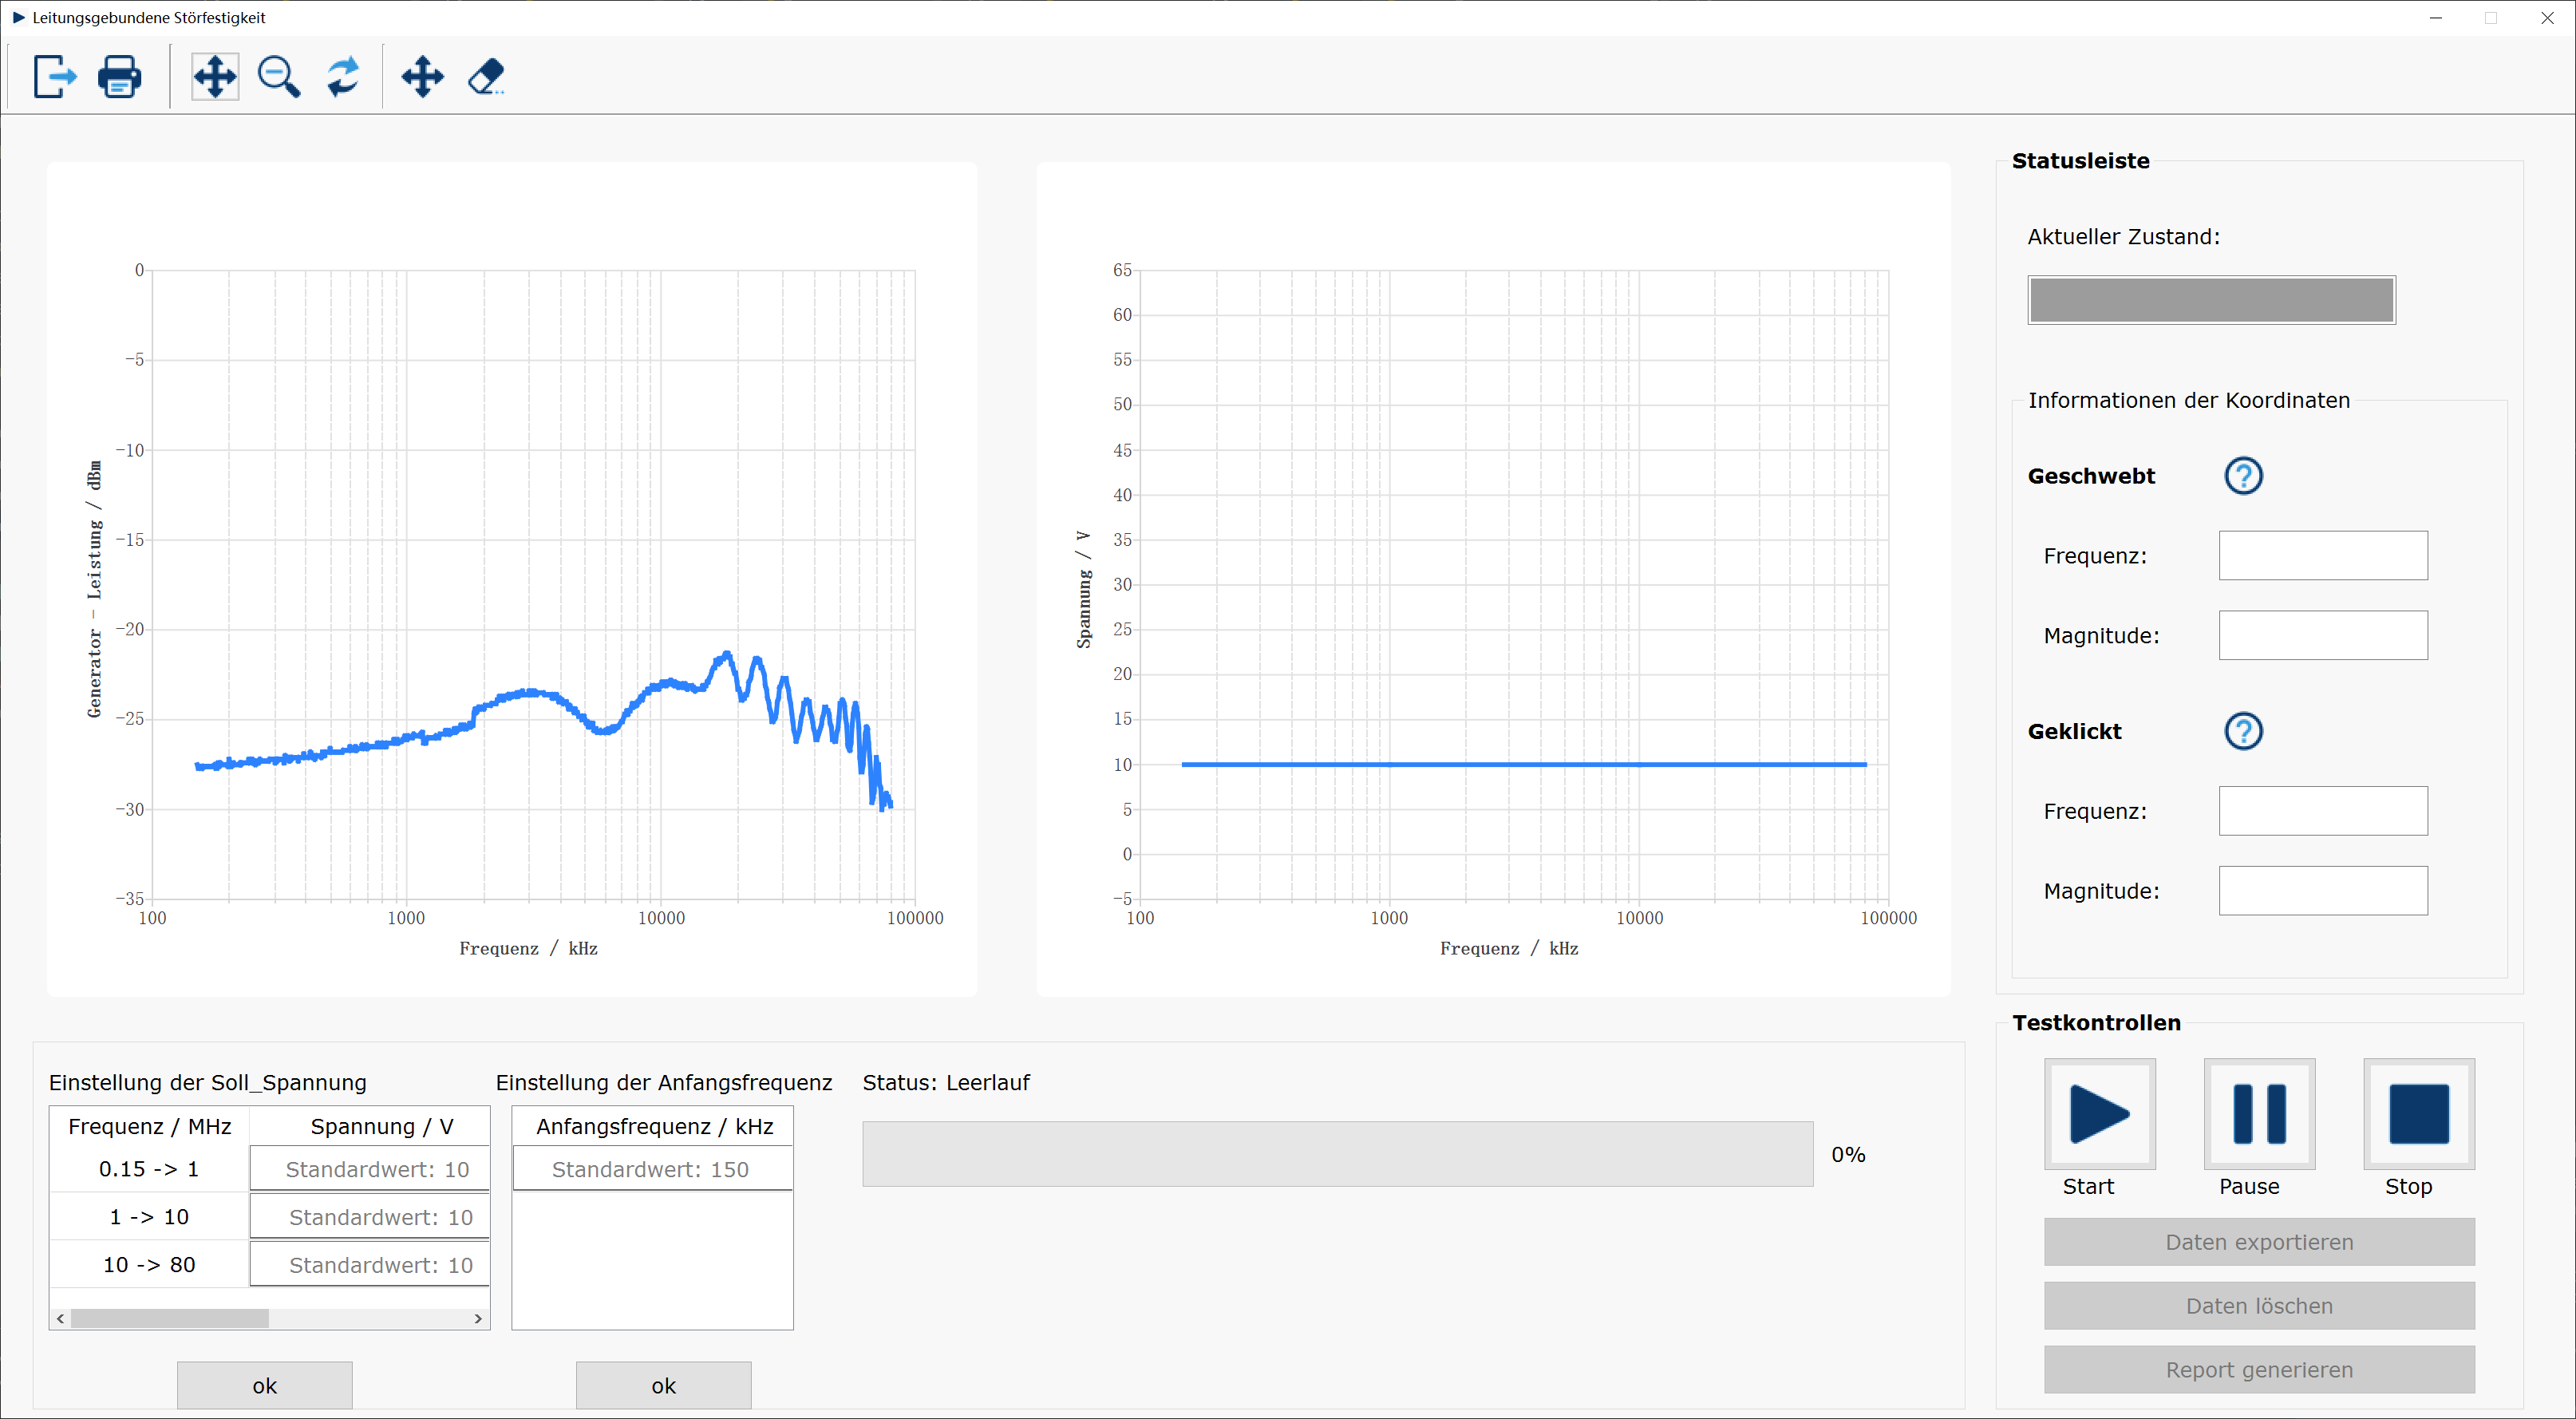 Leitungsgebundene Störfestigkeit
0
−5
−10
−15
−20
−25
−30
−35
100
1000
10000
100000
Generator - Leistung / dBm
Frequenz / kHz
65
60
55
50
45
40
35
30
25
20
15
10
5
0
−5
100
1000
10000
100000
Spannung / V
Frequenz / kHz
Statusleiste
Aktueller Zustand:
Informationen der Koordinaten
Geschwebt ?
Frequenz:
Magnitude:
Geklickt ?
Frequenz:
Magnitude:
Einstellung der Soll_Spannung
Frequenz / MHz Spannung / V
0.15 -> 1 Standardwert: 10
1 -> 10 Standardwert: 10
10 -> 80 Standardwert: 10
ok
Einstellung der Anfangsfrequenz
Anfangsfrequenz / kHz
Standardwert: 150
ok
Status: Leerlauf
0%
Testkontrollen
Start Pause Stop
Daten exportieren
Daten löschen
Report generieren